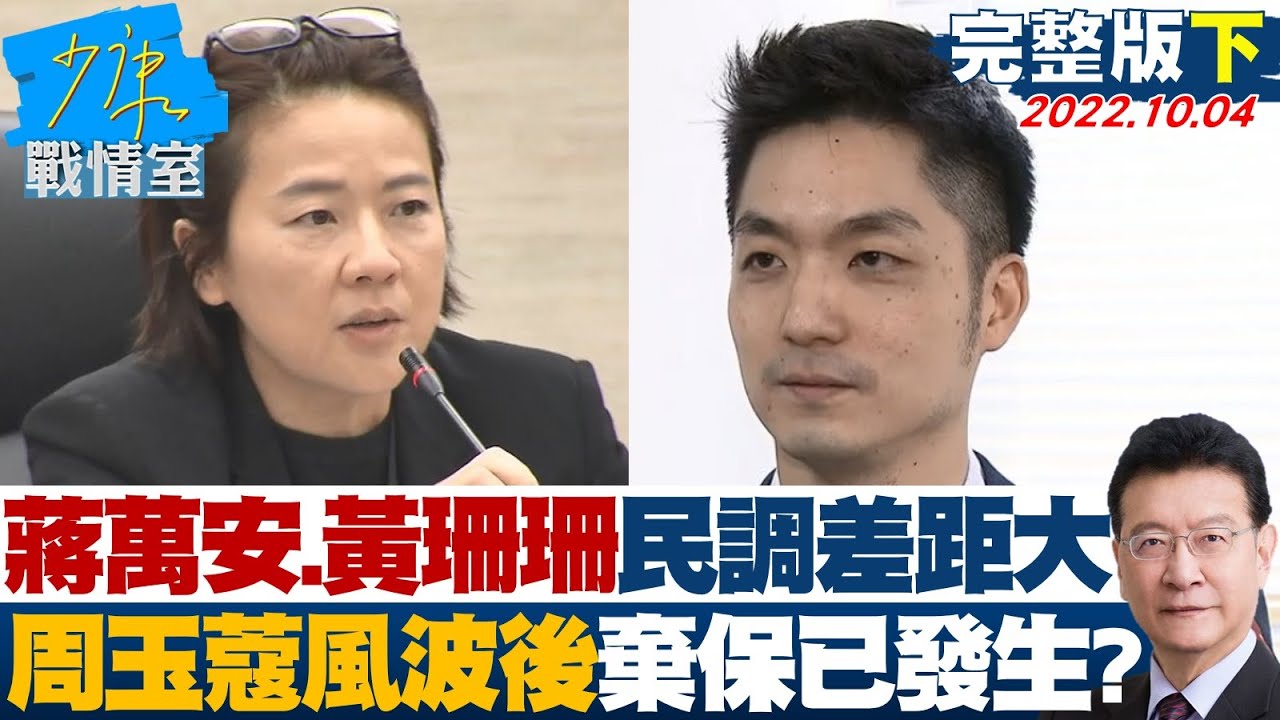 少康
戰情室
完整版下
2022.10.04
蔣萬安.黃珊珊民調差距大
周玉蔻風波後棄保已發生?